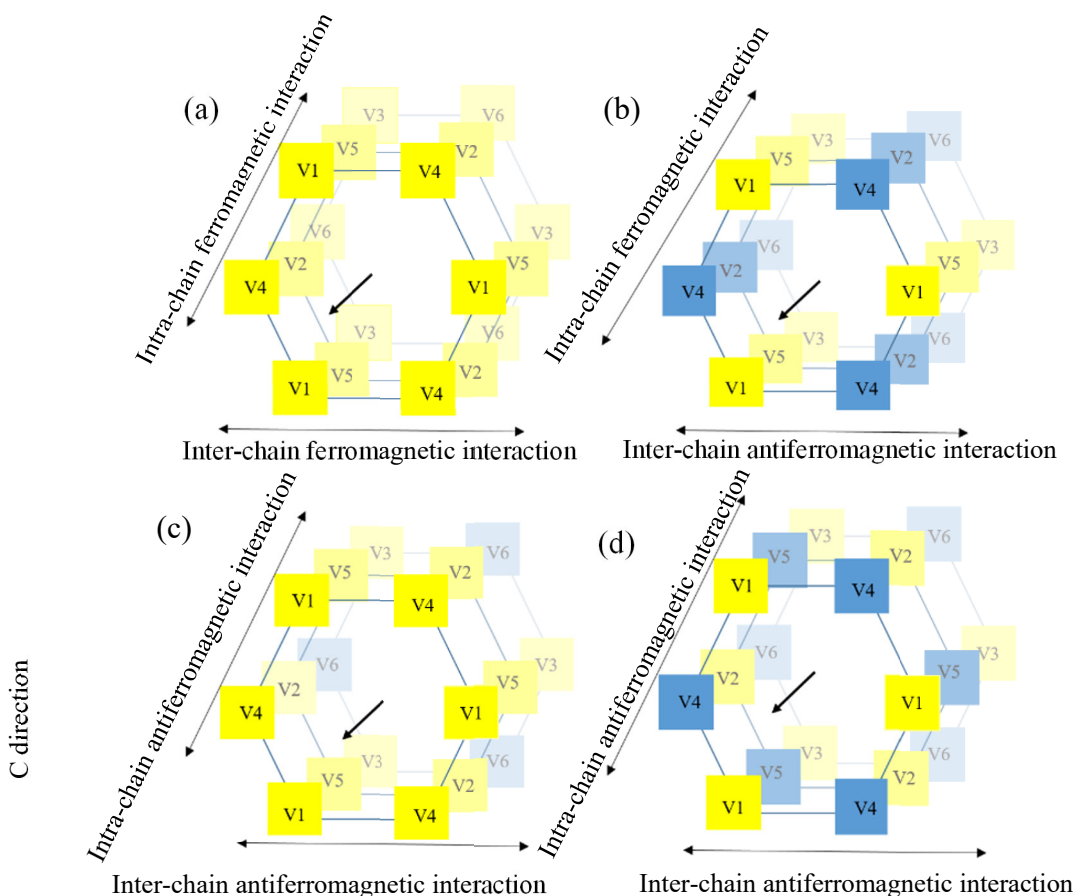 (a)
Intra-chain ferromagnetic interaction
V3
V6
V5
V2
V1
V4
V6
V3
V2
V5
V4
V1
V3
V6
V5
V2
V1
V4
Inter-chain ferromagnetic interaction
(b)
Intra-chain ferromagnetic interaction
V3
V6
V5
V2
V1
V4
V6
V3
V2
V5
V4
V1
V3
V6
V5
V2
V1
V4
Inter-chain antiferromagnetic interaction
(c)
Intra-chain antiferromagnetic interaction
V3
V6
V5
V2
V1
V4
V6
V3
V2
V5
V4
V1
V3
V6
V5
V2
V1
V4
Inter-chain antiferromagnetic interaction
(d)
Intra-chain antiferromagnetic interaction
V3
V6
V5
V2
V1
V4
V6
V3
V2
V5
V4
V1
V3
V6
V5
V2
V1
V4
Inter-chain antiferromagnetic interaction
C direction